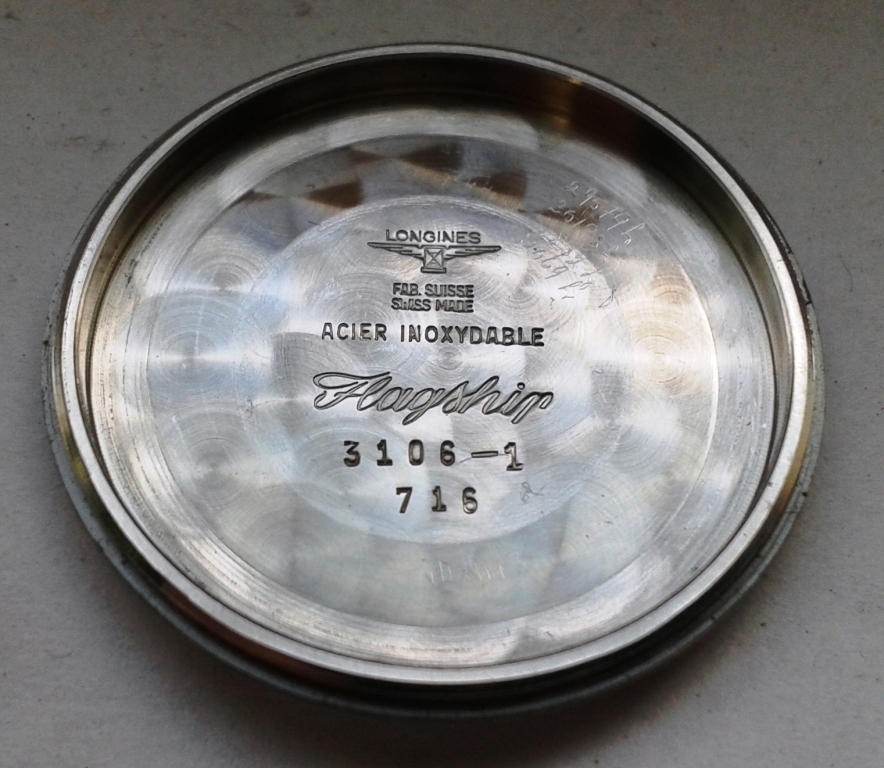 LONGINES
FAB. SUISSE
SWISS MADE
ACIER INOXYDABLE
Flagship
3106-1
716